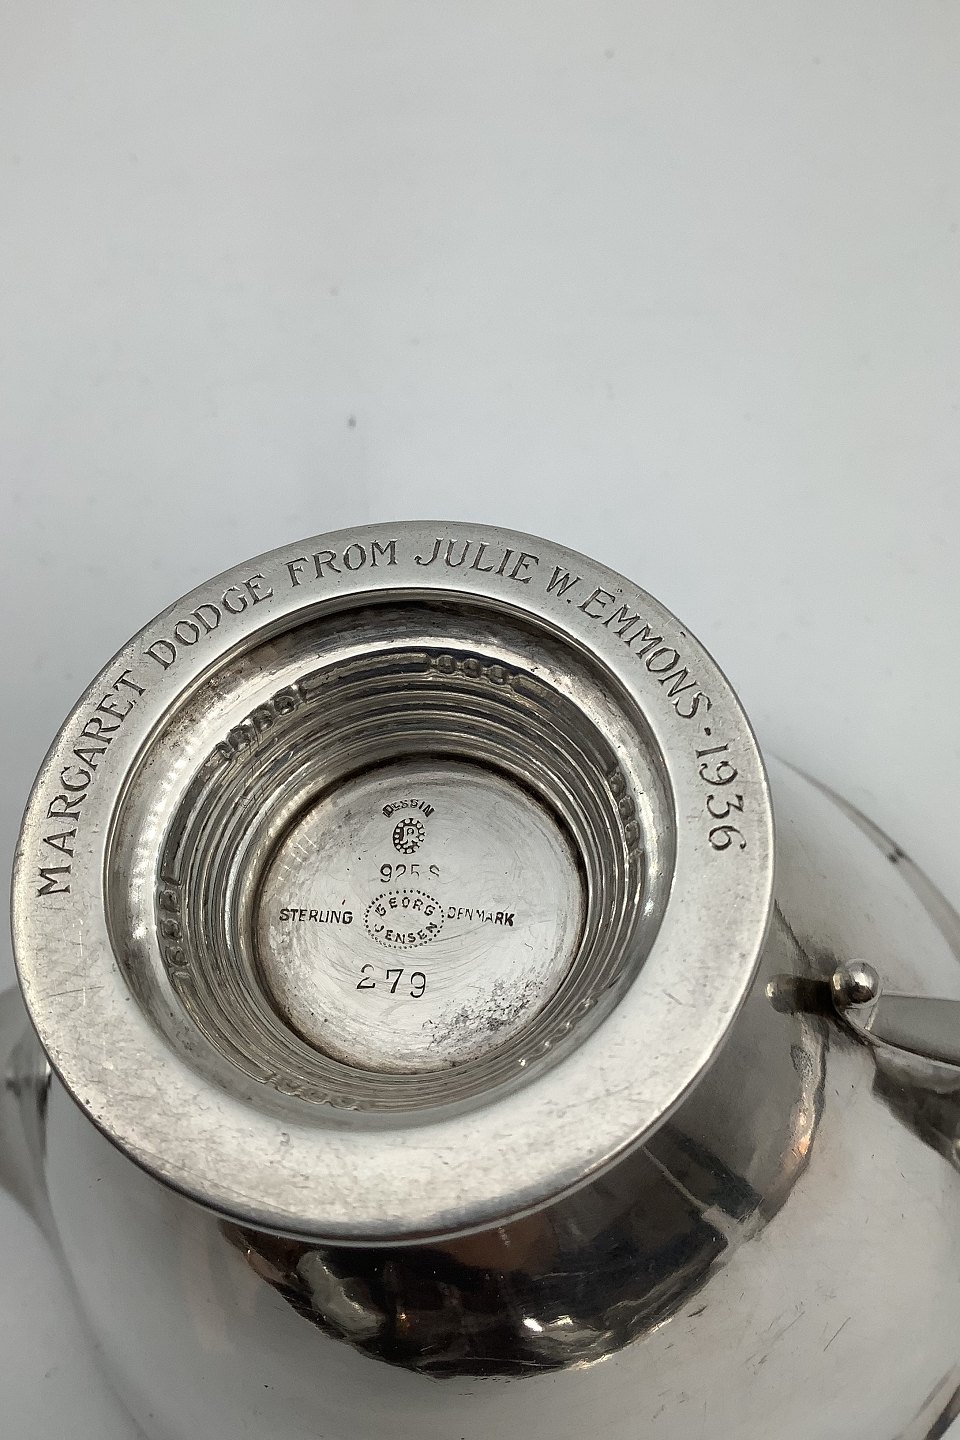 MARGARET DODGE FROM JULIE W. EMMONS - 1936
DESSIN
P
925 S
STERLING GEORG JENSEN DENMARK
279